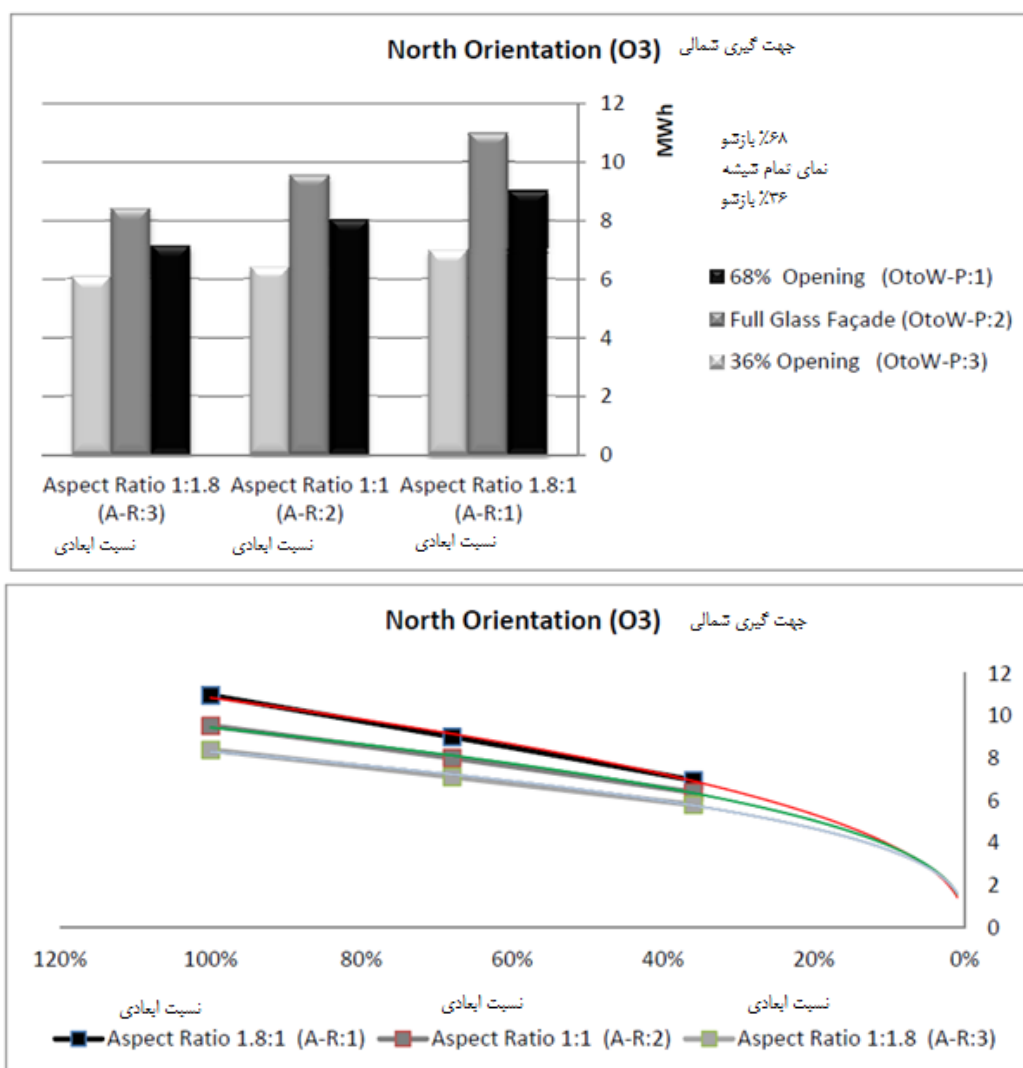 North Orientation (O3) جهت گیری شمالی
12
10
8
6
4
2
0
MWh
۶۸٪ بازشو
نمای تمام شیشه
۳۶٪ بازشو
68% Opening (OtoW-P:1)
Full Glass Façade (OtoW-P:2)
36% Opening (OtoW-P:3)
Aspect Ratio 1:1.8 Aspect Ratio 1:1 Aspect Ratio 1.8:1
(A-R:3) (A-R:2) (A-R:1)
نسبت ابعادی نسبت ابعادی نسبت ابعادی
North Orientation (O3) جهت گیری شمالی
12
10
8
6
4
2
0
120% 100% 80% 60% 40% 20% 0%
نسبت ابعادی نسبت ابعادی نسبت ابعادی
Aspect Ratio 1.8:1 (A-R:1) Aspect Ratio 1:1 (A-R:2) Aspect Ratio 1:1.8 (A-R:3)